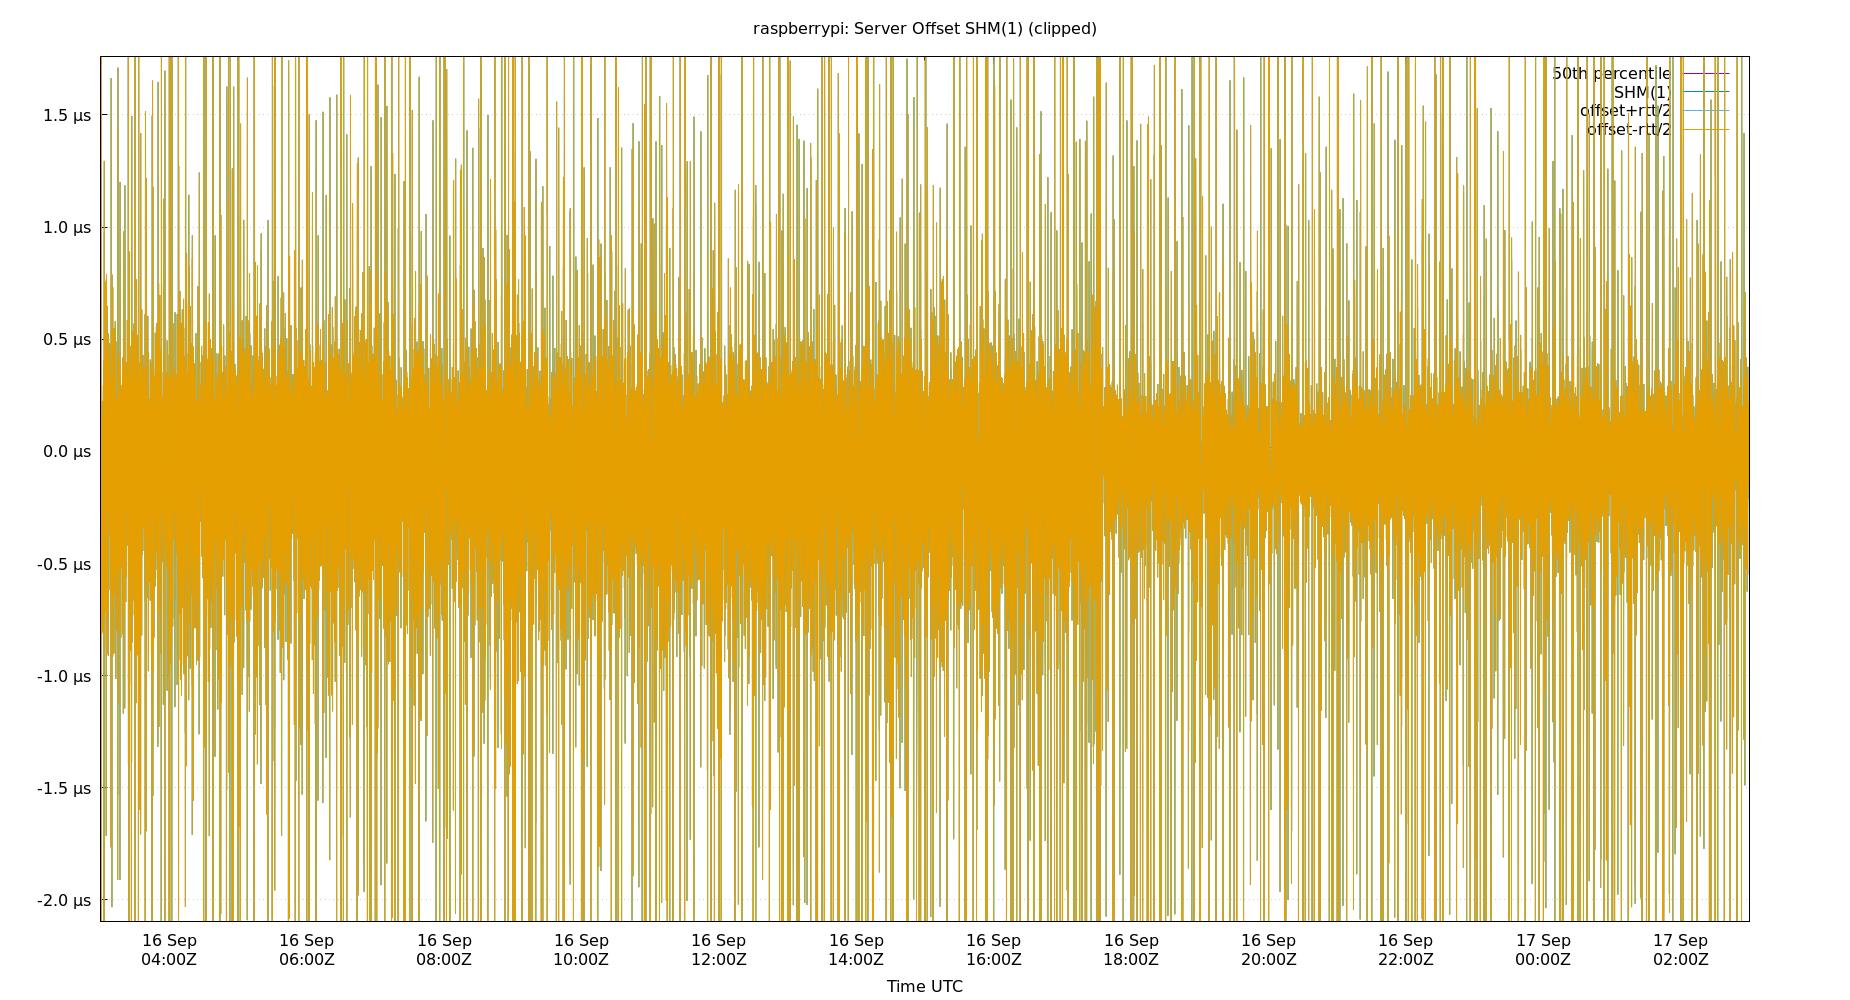 raspberrypi: Server Offset SHM(1) (clipped)
50th percentile
SHM(1)
offset+rtt/2
offset-rtt/2
1.5 µs
1.0 µs
0.5 µs
0.0 µs
-0.5 µs
-1.0 µs
-1.5 µs
-2.0 µs
16 Sep 16 Sep 16 Sep 16 Sep 16 Sep 16 Sep 16 Sep 16 Sep 16 Sep 16 Sep 17 Sep 17 Sep
04:00Z 06:00Z 08:00Z 10:00Z 12:00Z 14:00Z 16:00Z 18:00Z 20:00Z 22:00Z 00:00Z 02:00Z
Time UTC